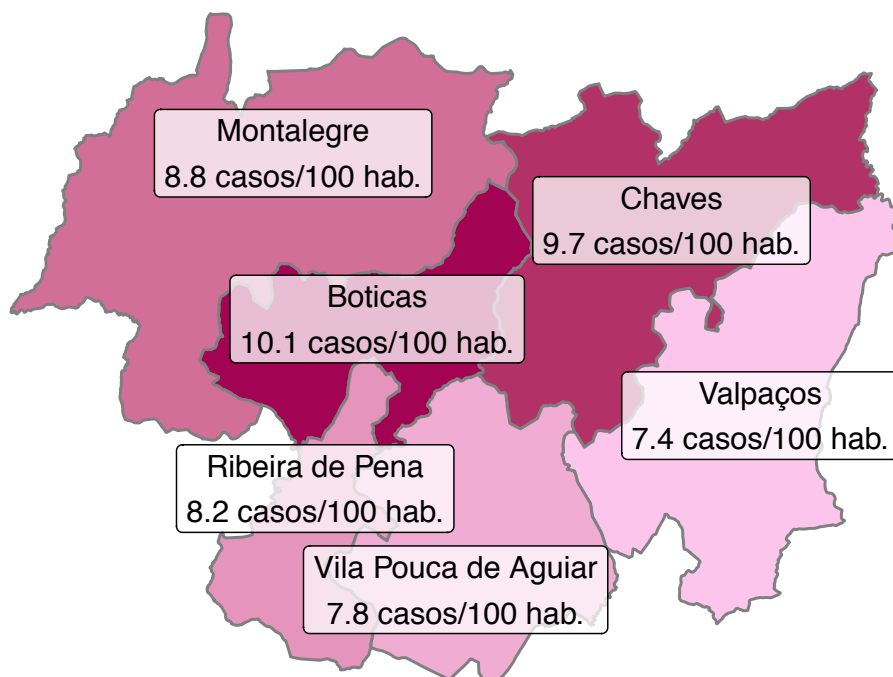 Montalegre
8.8 casos/100 hab.
Chaves
9.7 casos/100 hab.
Boticas
10.1 casos/100 hab.
Valpaços
7.4 casos/100 hab.
Ribeira de Pena
8.2 casos/100 hab.
Vila Pouca de Aguiar
7.8 casos/100 hab.